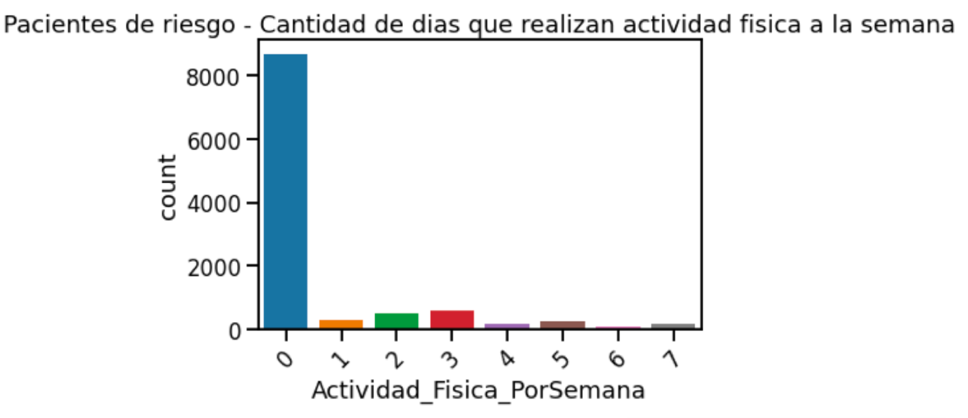 Pacientes de riesgo - Cantidad de dias que realizan actividad fisica a la semana
8000
6000
4000
2000
0
count
0 1 2 3 4 5 6 7
Actividad_Fisica_PorSemana